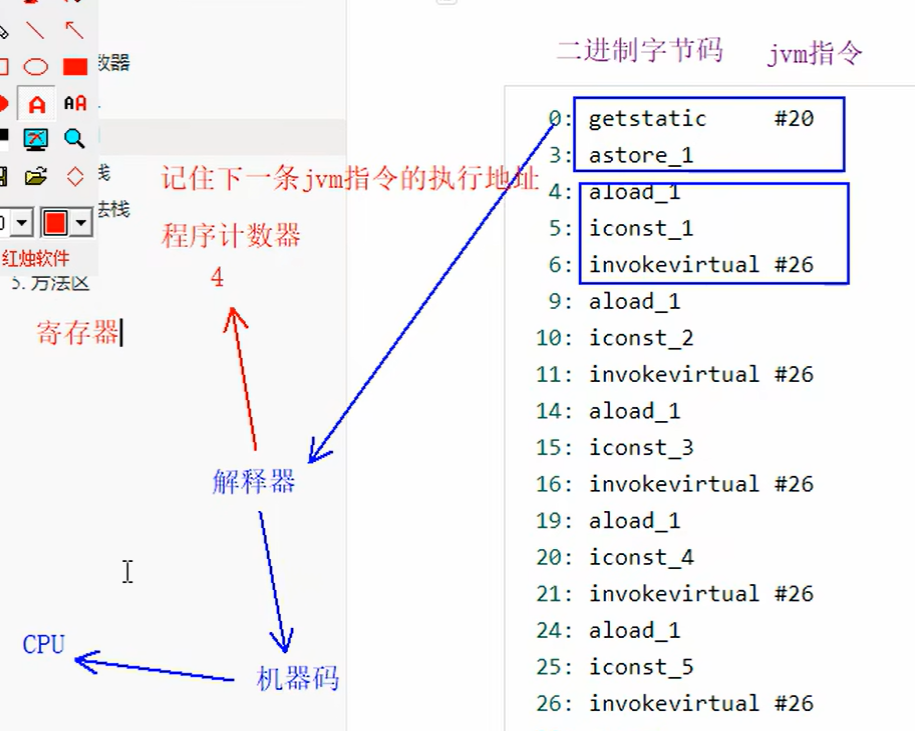 二进制字节码 jvm指令
数器
栈
法栈
红烛软件
5. 方法区
记住下一条jvm指令的执行地址
程序计数器
4
寄存器
解释器
机器码
CPU
A
AA
0: getstatic #20
3: astore_1
4: aload_1
5: iconst_1
6: invokevirtual #26
9: aload_1
10: iconst_2
11: invokevirtual #26
14: aload_1
15: iconst_3
16: invokevirtual #26
19: aload_1
20: iconst_4
21: invokevirtual #26
24: aload_1
25: iconst_5
26: invokevirtual #26